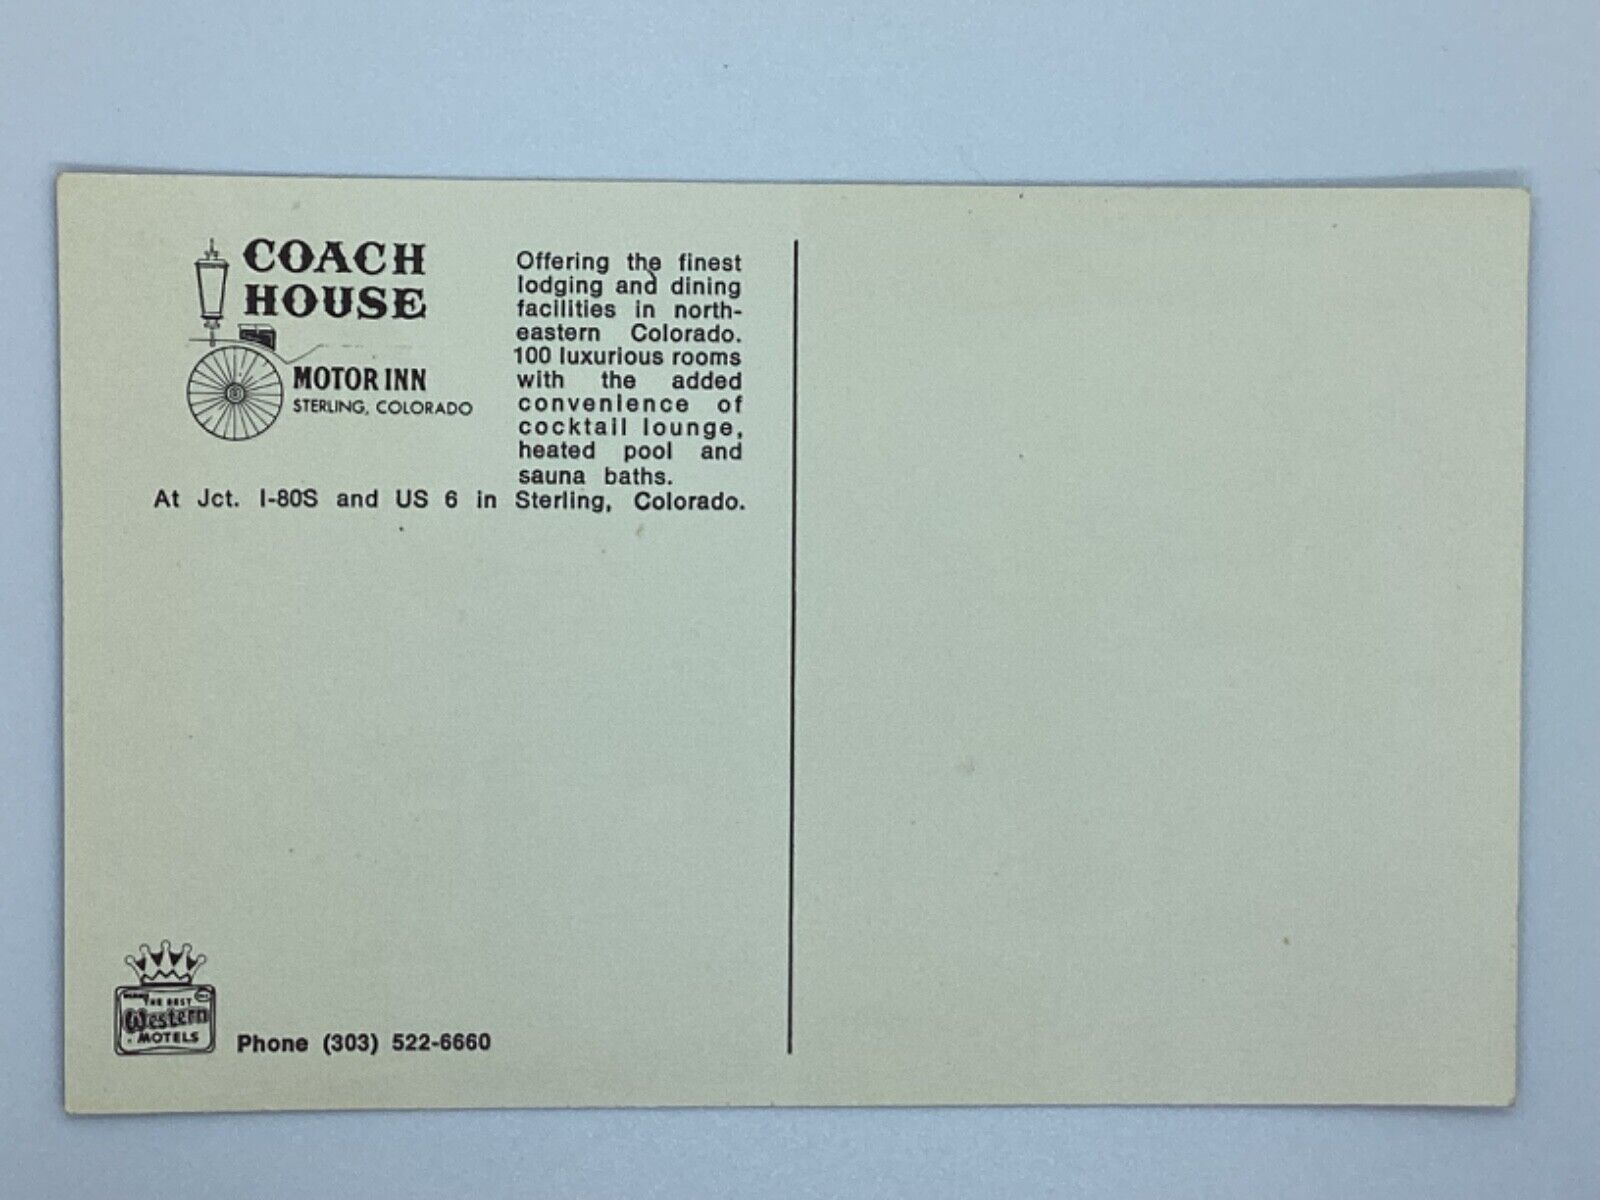 COACH
HOUSE
MOTOR INN
STERLING, COLORADO
Offering the finest
lodging and dining
facilities in north-
eastern Colorado.
100 luxurious rooms
with the added
convenience of
cocktail lounge,
heated pool and
sauna baths.
At Jct. I-80S and US 6 in Sterling, Colorado.
THE BEST
Western
MOTELS
Phone (303) 522-6660